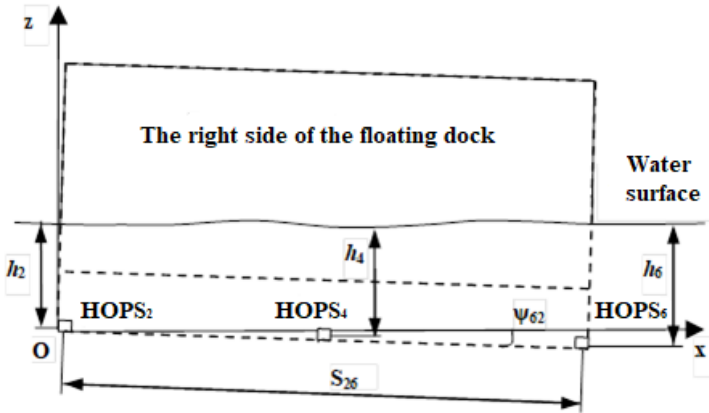 z
The right side of the floating dock
Water
surface
h2
h4
h6
HOPS2
HOPS4
ψ62
HOPS6
O
x
S26